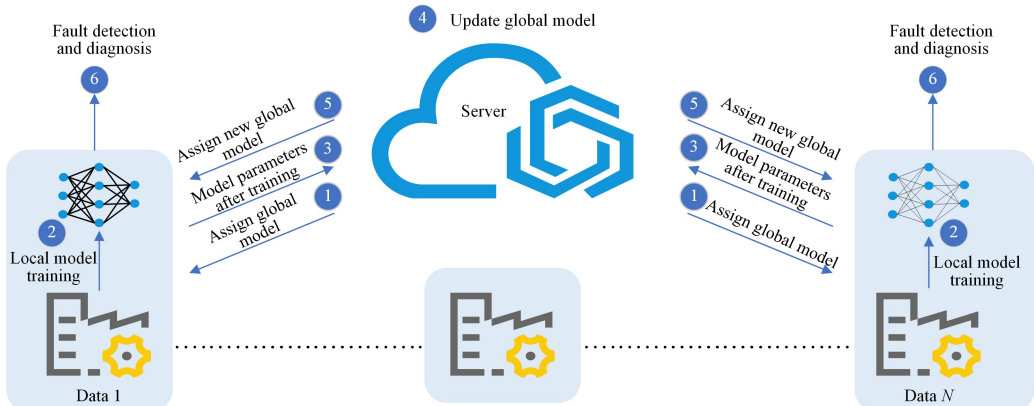 4 Update global model
Fault detection
and diagnosis
6
Server
Fault detection
and diagnosis
6
5
Assign new global
model
3
Model parameters
after training
1
Assign global
model
2
Local model
training
Data 1
5
Assign new global
model
3
Model parameters
after training
1
Assign global model
2
Local model
training
Data N